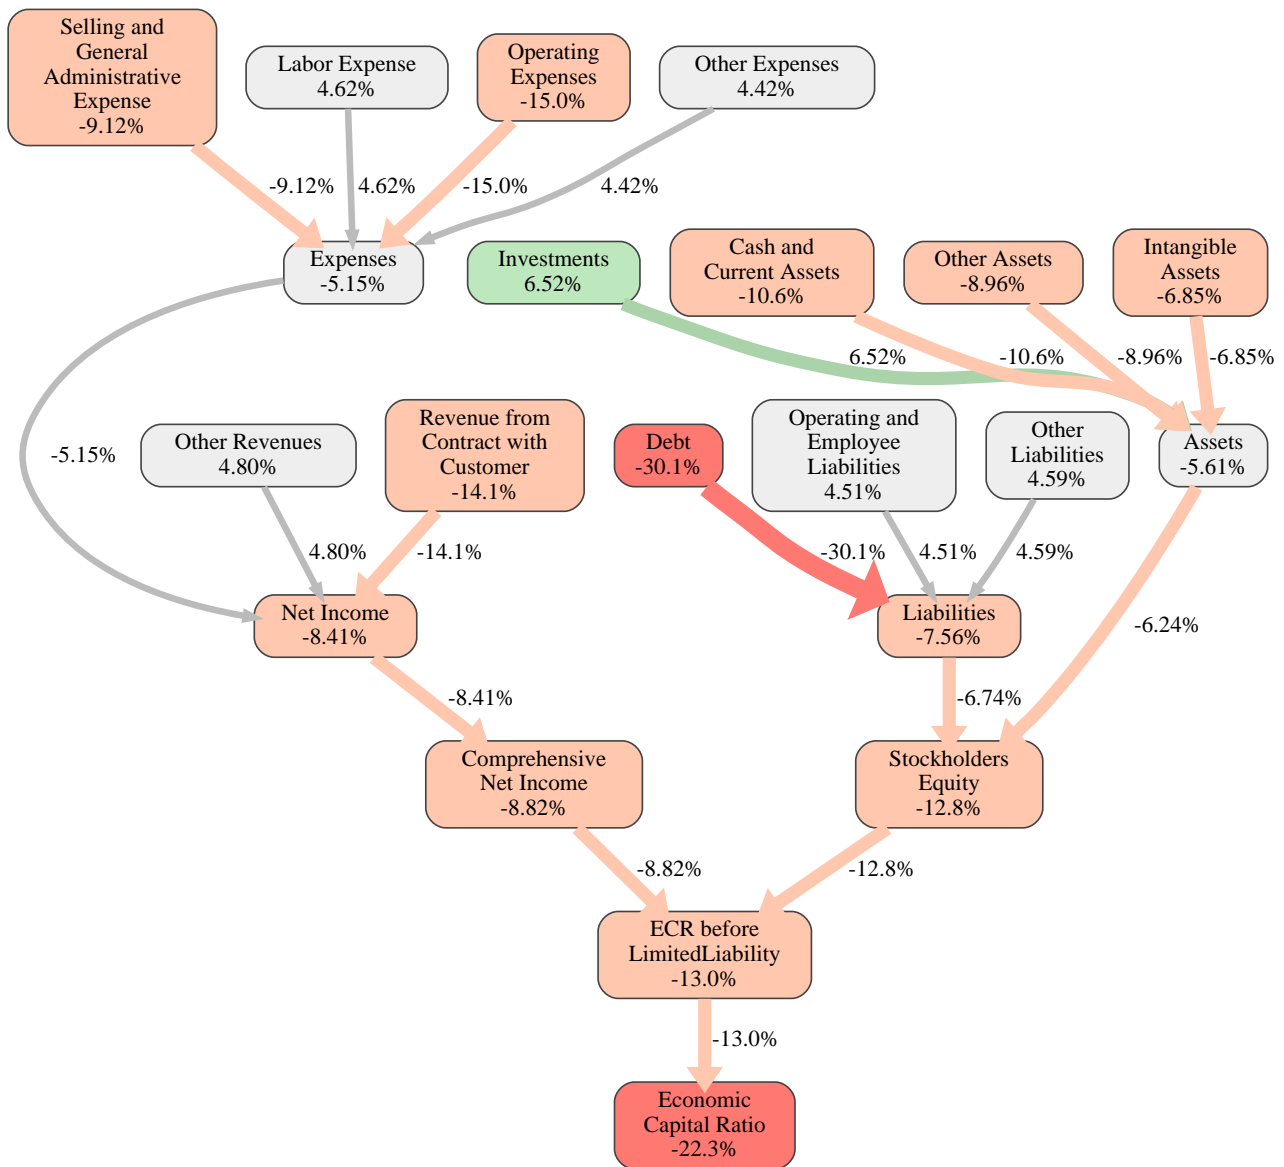 Selling and
General
Administrative
Expense
-9.12%
Labor Expense
4.62%
Operating
Expenses
-15.0%
Other Expenses
4.42%
-9.12%
4.62%
-15.0%
4.42%
Expenses
-5.15%
Investments
6.52%
Cash and
Current Assets
-10.6%
Other Assets
-8.96%
Intangible
Assets
-6.85%
6.52%
-10.6%
-8.96%
-6.85%
-5.15%
Other Revenues
4.80%
Revenue from
Contract with
Customer
-14.1%
Debt
-30.1%
Operating and
Employee
Liabilities
4.51%
Other
Liabilities
4.59%
Assets
-5.61%
4.80%
-14.1%
-30.1%
4.51%
4.59%
Net Income
-8.41%
Liabilities
-7.56%
-6.24%
-8.41%
-6.74%
Comprehensive
Net Income
-8.82%
Stockholders
Equity
-12.8%
-8.82%
-12.8%
ECR before
LimitedLiability
-13.0%
-13.0%
Economic
Capital Ratio
-22.3%